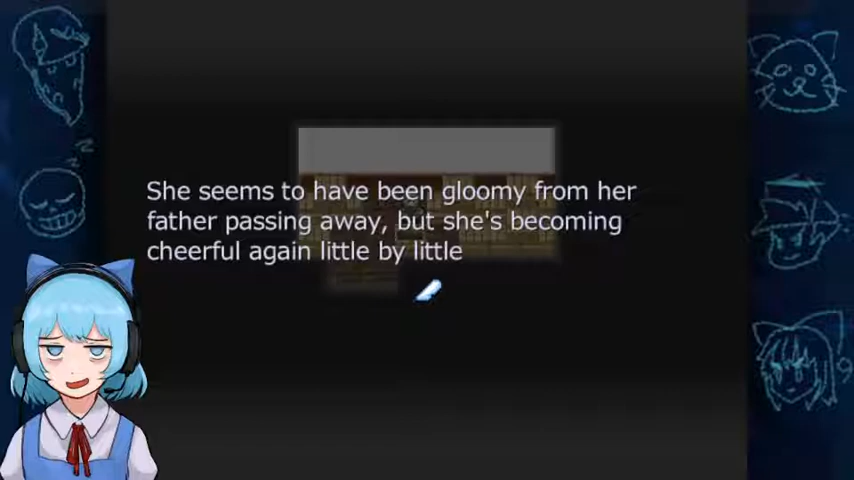 She seems to have been gloomy from her
father passing away, but she's becoming
cheerful again little by little
z z
9